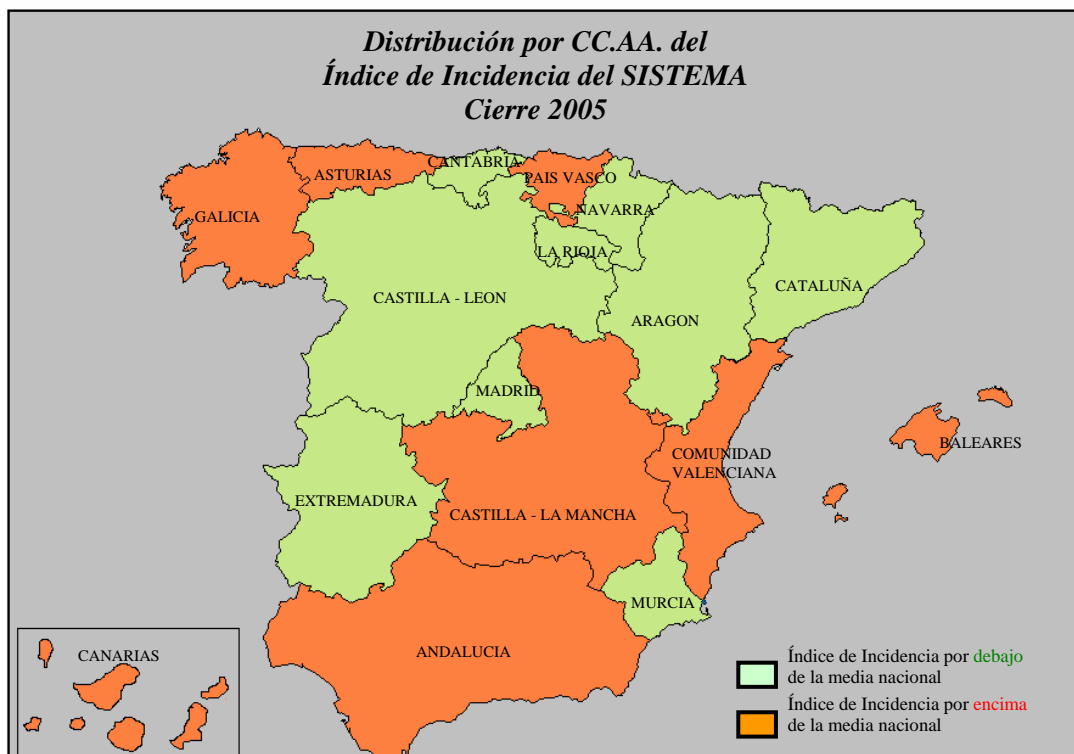 Distribución por CC.AA. del
Índice de Incidencia del SISTEMA
Cierre 2005
CANTABRIA
ASTURIAS
PAIS VASCO
GALICIA
NAVARRA
LA RIOJA
CATALUÑA
CASTILLA - LEON
ARAGON
MADRID
BALEARES
COMUNIDAD
VALENCIANA
EXTREMADURA
CASTILLA - LA MANCHA
MURCIA
ANDALUCIA
CANARIAS
Índice de Incidencia por debajo
de la media nacional
Índice de Incidencia por encima
de la media nacional